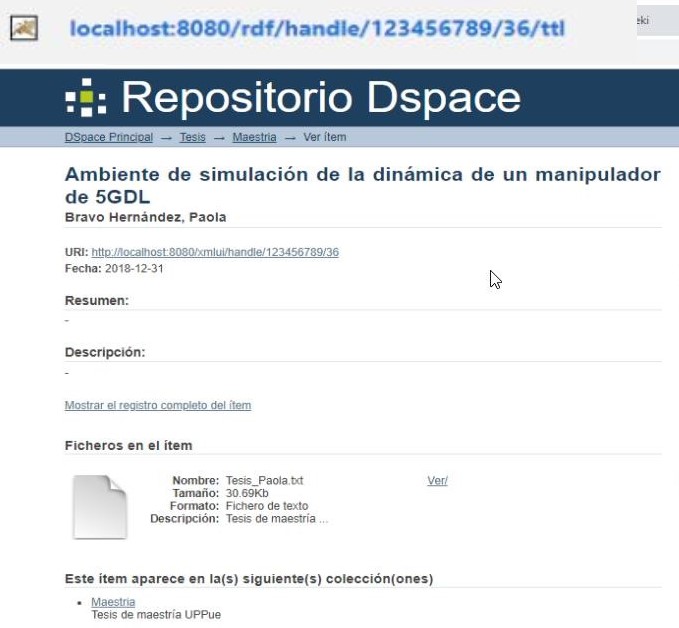 localhost:8080/rdf/handle/123456789/36/ttl
eki
Repositorio Dspace
DSpace Principal → Tesis → Maestria → Ver ítem
Ambiente de simulación de la dinámica de un manipulador
de 5GDL
Bravo Hernández, Paola
URI: http://localhost:8080/xmlui/handle/123456789/36
Fecha: 2018-12-31
Resumen:
-
Descripción:
-
Mostrar el registro completo del ítem
Ficheros en el ítem
Nombre: Tesis_Paola.txt Ver/
Tamaño: 30.69Kb
Formato: Fichero de texto
Descripción: Tesis de maestría ...
Este ítem aparece en la(s) siguiente(s) colección(ones)
• Maestria
Tesis de maestría UPPue